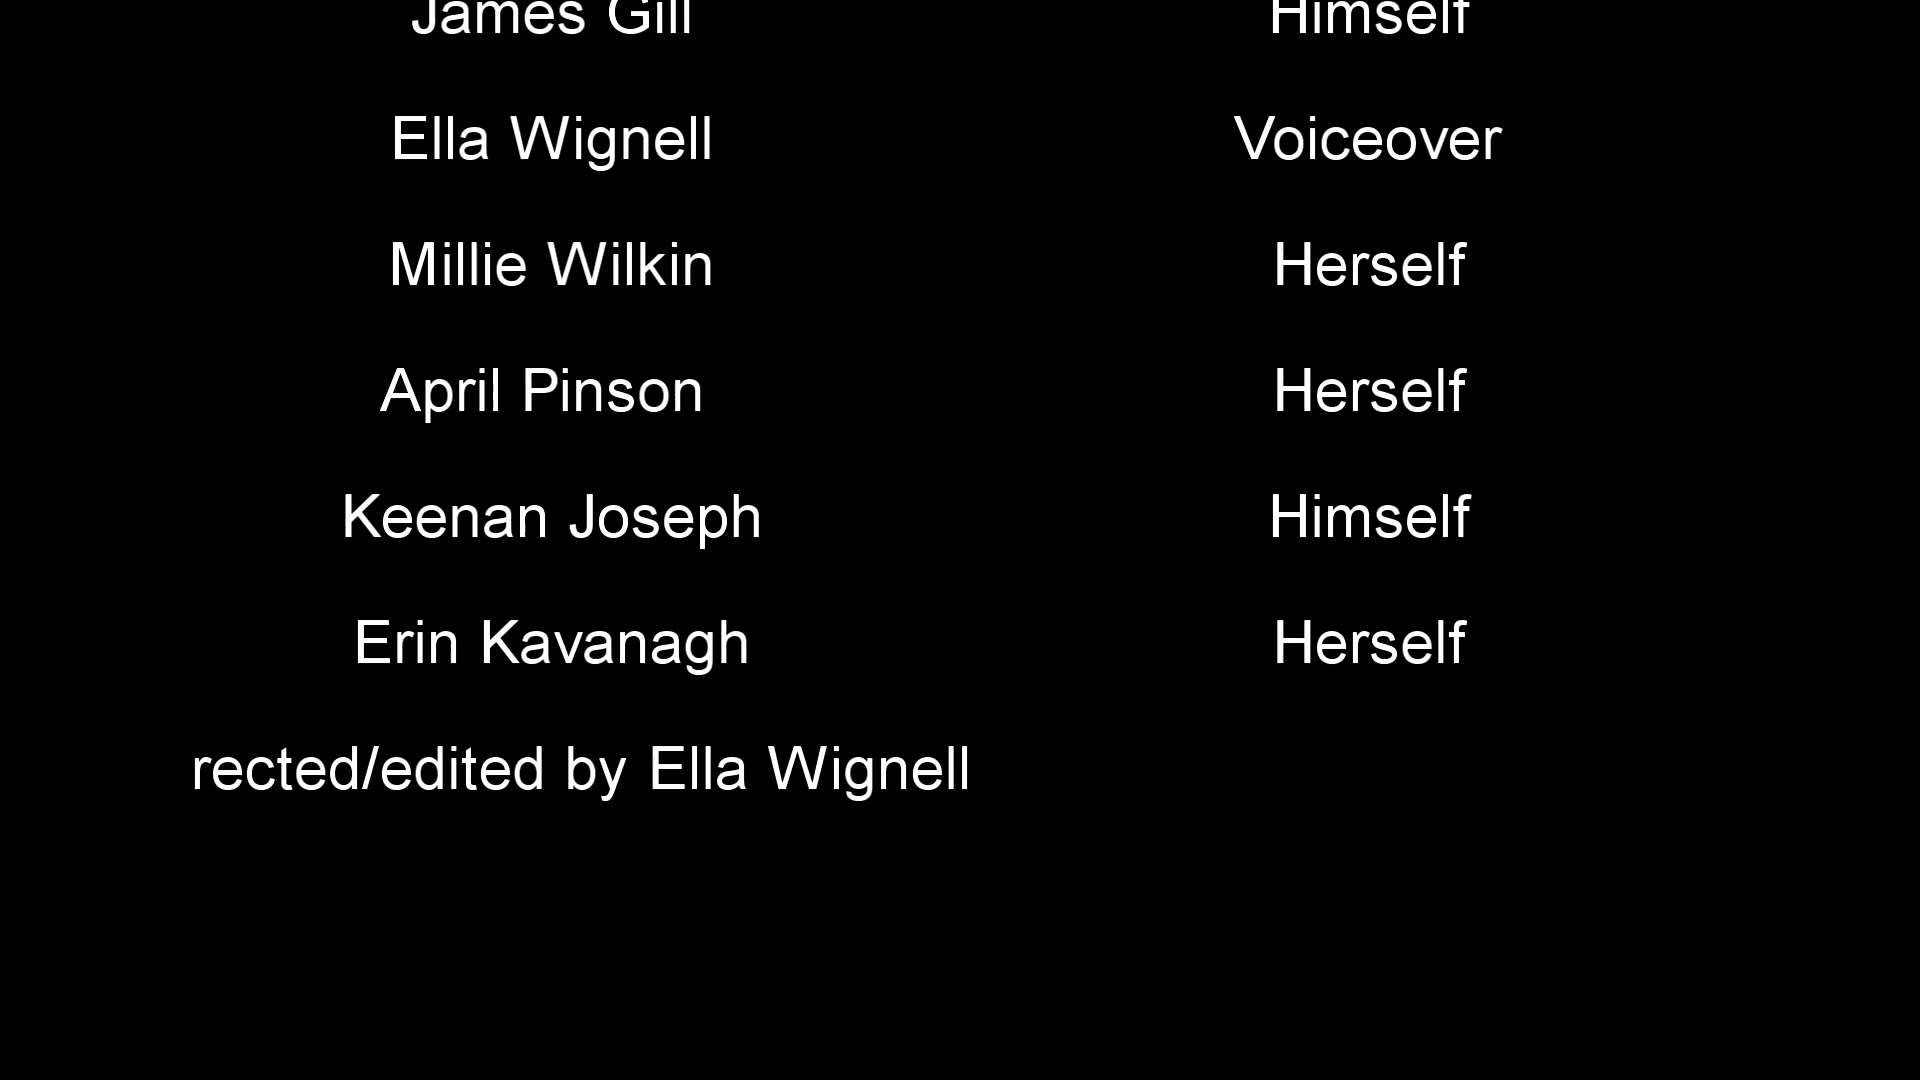 James Gill Himself
Ella Wignell Voiceover
Millie Wilkin Herself
April Pinson Herself
Keenan Joseph Himself
Erin Kavanagh Herself
rected/edited by Ella Wignell